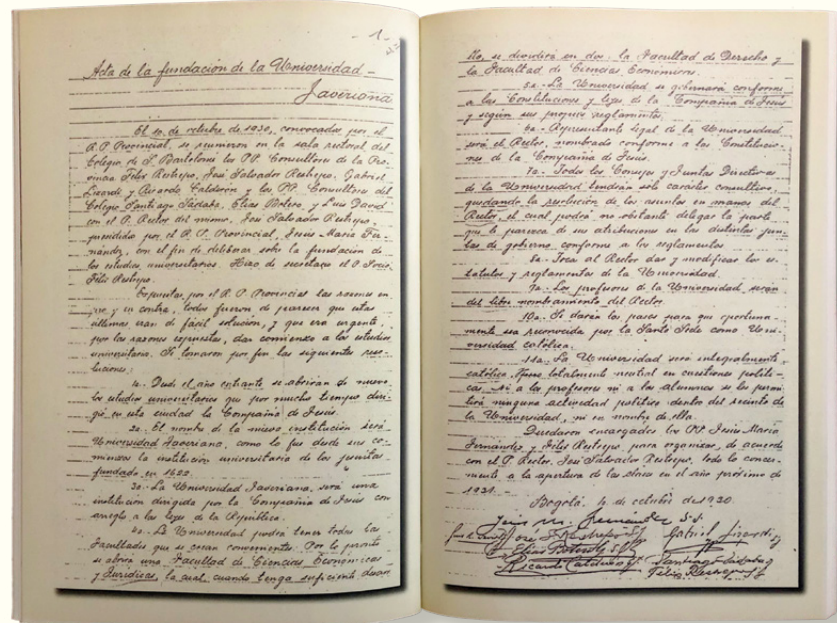 - 1 -
Acta de la fundación de la Universidad
Javeriana
El 1o. de octubre de 1930, convocados por el
R. P. Provincial, se reunieron en la sala rectoral del
Colegio de S. Bartolomé los PP. Consultores de la Pro-
vincia Félix Restrepo, José Salvador Restrepo, Gabriel
Lizardi y Ricardo Calderón y los PP. Consultores del
Colegio Santiago Sádaba, Elías Botero, y Luis David
con el P. Rector del mismo, José Salvador Restrepo,
presididos por el R. P. Provincial, Jesús María Fer-
nández, con el fin de deliberar sobre la fundación de
los estudios universitarios. Hizo de secretario el P. Socio
Félix Restrepo.
Expuestas por el R. P. Provincial las razones en
pro y en contra, todos fueron de parecer que estas
últimas eran de fácil solución, y que era urgente,
por las razones expuestas, dar comienzo a los estudios
universitarios. Se tomaron por fin las siguientes reso-
luciones:
1a. Desde el año entrante se abrirán de nuevo
los estudios universitarios que por mucho tiempo diri-
gió en esta ciudad la Compañía de Jesús.
2a. El nombre de la nueva institución será
Universidad Javeriana, como lo fue desde sus co-
mienzos la institución universitaria de los jesuitas
fundada en 1622.
3a. La Universidad Javeriana, será una
institución dirigida por la Compañía de Jesús con
arreglo a las leyes de la República.
4a. La Universidad podrá tener todas las
Facultades que se crean convenientes. Por lo pronto
se abrirá una Facultad de Ciencias Económicas
y Jurídicas, la cual, cuando tenga suficiente desarro-
llo, se dividirá en dos: la Facultad de Derecho y
la Facultad de Ciencias Económicas.
5a. La Universidad se gobernará conforme
a las Constituciones y leyes de la Compañía de Jesús
y según sus propios reglamentos.
6a. Representante legal de la Universidad
será el Rector, nombrado conforme a las Constitucio-
nes de la Compañía de Jesús.
7a. Todos los Consejos y Juntas Directivas
de la Universidad tendrán solo carácter consultivo,
quedando la resolución de los asuntos en manos del
Rector, el cual podrá no obstante delegar la parte
que le parezca de sus atribuciones en las distintas jun-
tas de gobierno conforme a los reglamentos
8a. Toca al Rector dar y modificar los es-
tatutos y reglamentos de la Universidad.
9a. Los profesores de la Universidad serán
del libre nombramiento del Rector.
10a. Se darán los pasos para que oportuna-
mente sea reconocida por la Santa Sede como Uni-
versidad católica.
11a. La Universidad será integralmente
católica, pero totalmente neutral en cuestiones políti-
cas. Ni a los profesores ni a los alumnos se les permi-
tirá ninguna actividad política dentro del recinto de
la Universidad, ni en nombre de ella.
Quedaron encargados los PP. Jesús María
Fernández y Félix Restrepo, para organizar, de acuerdo
con el P. Rector, José Salvador Restrepo, todo lo conce-
niente a la apertura de las clases en el año próximo de
1931.
Bogotá, 1o. de octubre de 1930.
Jesús M. Fernández S.J.
José S. Restrepo SJ Gabriel Lizardi SJ
Elías Botero S.J.
Ricardo Calderón SJ Santiago Sádaba SJ
Félix Restrepo SJ